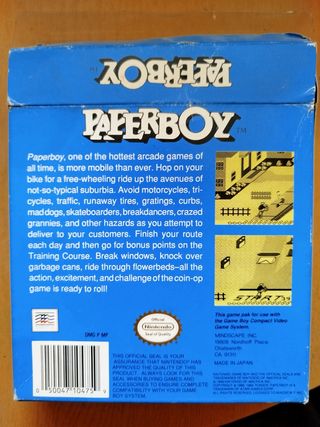 PAPERBOY
PAPERBOY TM
Paperboy, one of the hottest arcade games of
all time, is more mobile than ever. Hop on your
bike for a free-wheeling ride up the avenues of
not-so-typical suburbia. Avoid motorcycles, tri-
cycles, traffic, runaway tires, gratings, curbs,
mad dogs, skateboarders, breakdancers, crazed
grannies, and other hazards as you attempt to
deliver to your customers. Finish your route
each day and then go for bonus points on the
Training Course. Break windows, knock over
garbage cans, ride through flowerbeds-all the
action, excitement, and challenge of the coin-op
game is ready to roll!
START
This game pak for use with
the Game Boy Compact Video
Game System.
MINDSCAPE INC.
Northbrook
MADE IN JAPAN
DMG P MP
Official
Nintendo
Seal of Quality
THIS OFFICIAL SEAL IS YOUR
ASSURANCE THAT NINTENDO HAS
APPROVED THE QUALITY OF THIS
PRODUCT. ALWAYS LOOK FOR THIS
SEAL WHEN BUYING GAMES AND
ACCESSORIES TO ENSURE COMPLETE
COMPATIBILITY WITH YOUR GAME
BOY SYSTEM.
0 50047 10475 9